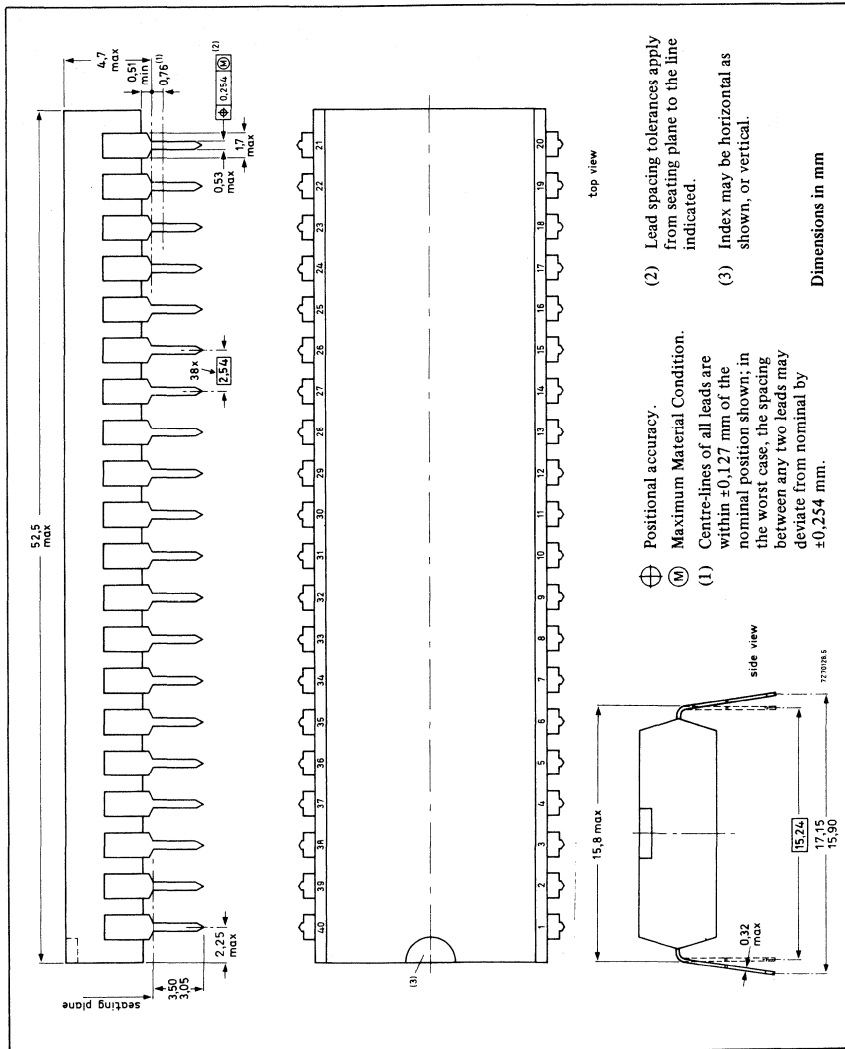 seating plane
52,5
max
4,7
max
0,51
min
0,76(1)
0,254 M (2)
0,53
max
1,7
max
38x
2,54
2,25
max
3,50
3,05
40 39 38 37 36 35 34 33 32 31 30 29 28 27 26 25 24 23 22 21
(3)
1 2 3 4 5 6 7 8 9 10 11 12 13 14 15 16 17 18 19 20
top view
15,8 max
0,32
max
15,24
17,15
15,90
side view
7Z70128.5
Positional accuracy.
M Maximum Material Condition.
(1) Centre-lines of all leads are
within ±0,127 mm of the
nominal position shown; in
the worst case, the spacing
between any two leads may
deviate from nominal by
±0,254 mm.
(2) Lead spacing tolerances apply
from seating plane to the line
indicated.
(3) Index may be horizontal as
shown, or vertical.
Dimensions in mm